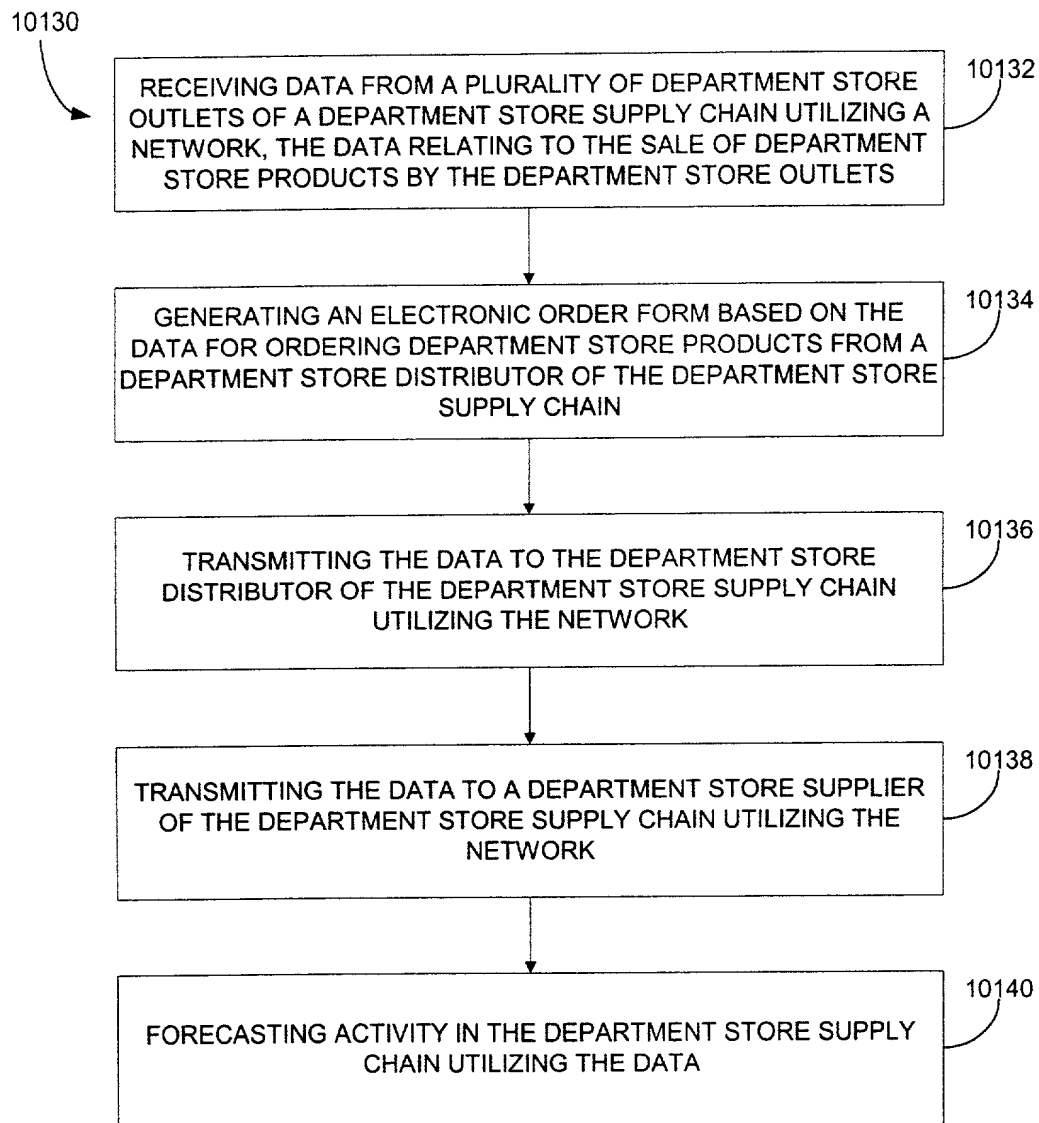 10130
10132
RECEIVING DATA FROM A PLURALITY OF DEPARTMENT STORE
OUTLETS OF A DEPARTMENT STORE SUPPLY CHAIN UTILIZING A
NETWORK, THE DATA RELATING TO THE SALE OF DEPARTMENT
STORE PRODUCTS BY THE DEPARTMENT STORE OUTLETS
10134
GENERATING AN ELECTRONIC ORDER FORM BASED ON THE
DATA FOR ORDERING DEPARTMENT STORE PRODUCTS FROM A
DEPARTMENT STORE DISTRIBUTOR OF THE DEPARTMENT STORE
SUPPLY CHAIN
10136
TRANSMITTING THE DATA TO THE DEPARTMENT STORE
DISTRIBUTOR OF THE DEPARTMENT STORE SUPPLY CHAIN
UTILIZING THE NETWORK
10138
TRANSMITTING THE DATA TO A DEPARTMENT STORE SUPPLIER
OF THE DEPARTMENT STORE SUPPLY CHAIN UTILIZING THE
NETWORK
10140
FORECASTING ACTIVITY IN THE DEPARTMENT STORE SUPPLY
CHAIN UTILIZING THE DATA